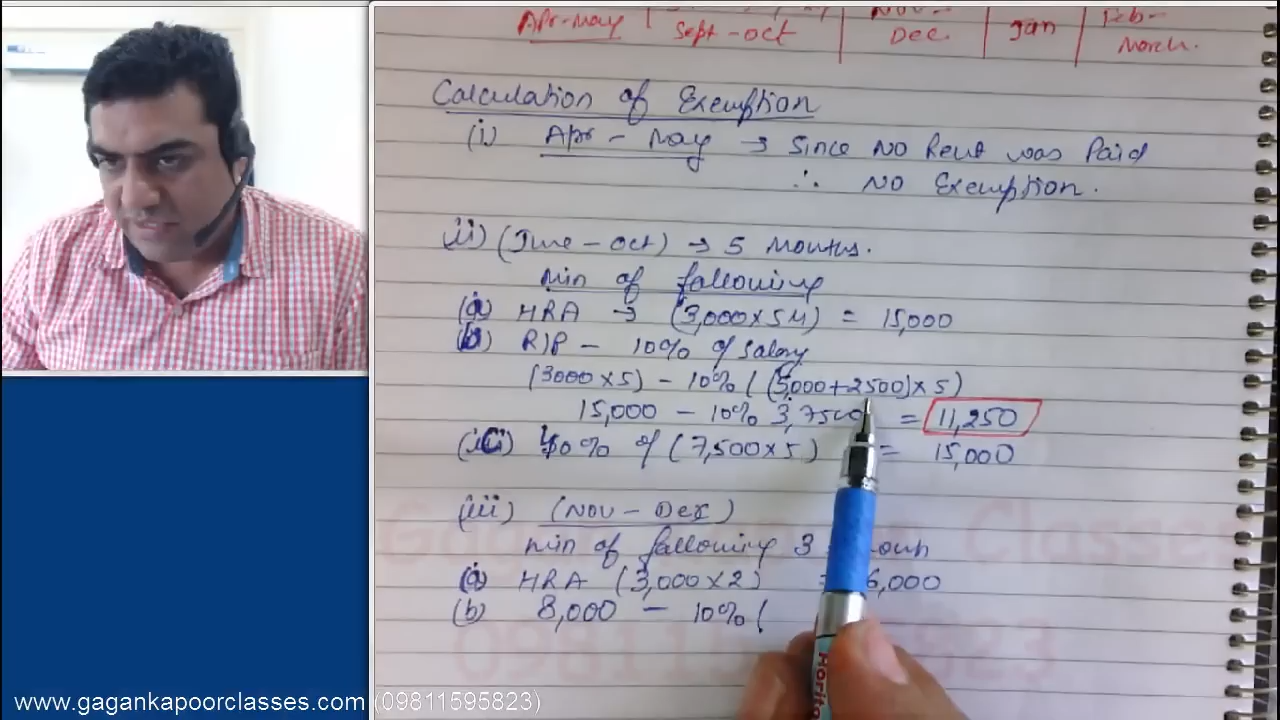 Apr-May Sept-oct Nov-Dec. Jan Feb-March.
Calculation of Exemption
(i) Apr - May → Since No Rent was Paid
∴ No Exemption.
ii) (June - Oct) → 5 Months.
Min of following
(a) HRA → (3,000×5M) = 15,000
(b) R/P - 10% of Salary
(3000×5) - 10% ((5,000+2500)×5)
15,000 - 10% 3,7500 = 11,250
(C) 40% of (7,500×5) = 15,000
(iii) (Nov - Dec)
Min of following 3
(a) HRA (3,000×2) = 6,000
(b) 8,000 - 10% (
Horito
www.gagankapoorclasses.com (09811595823)